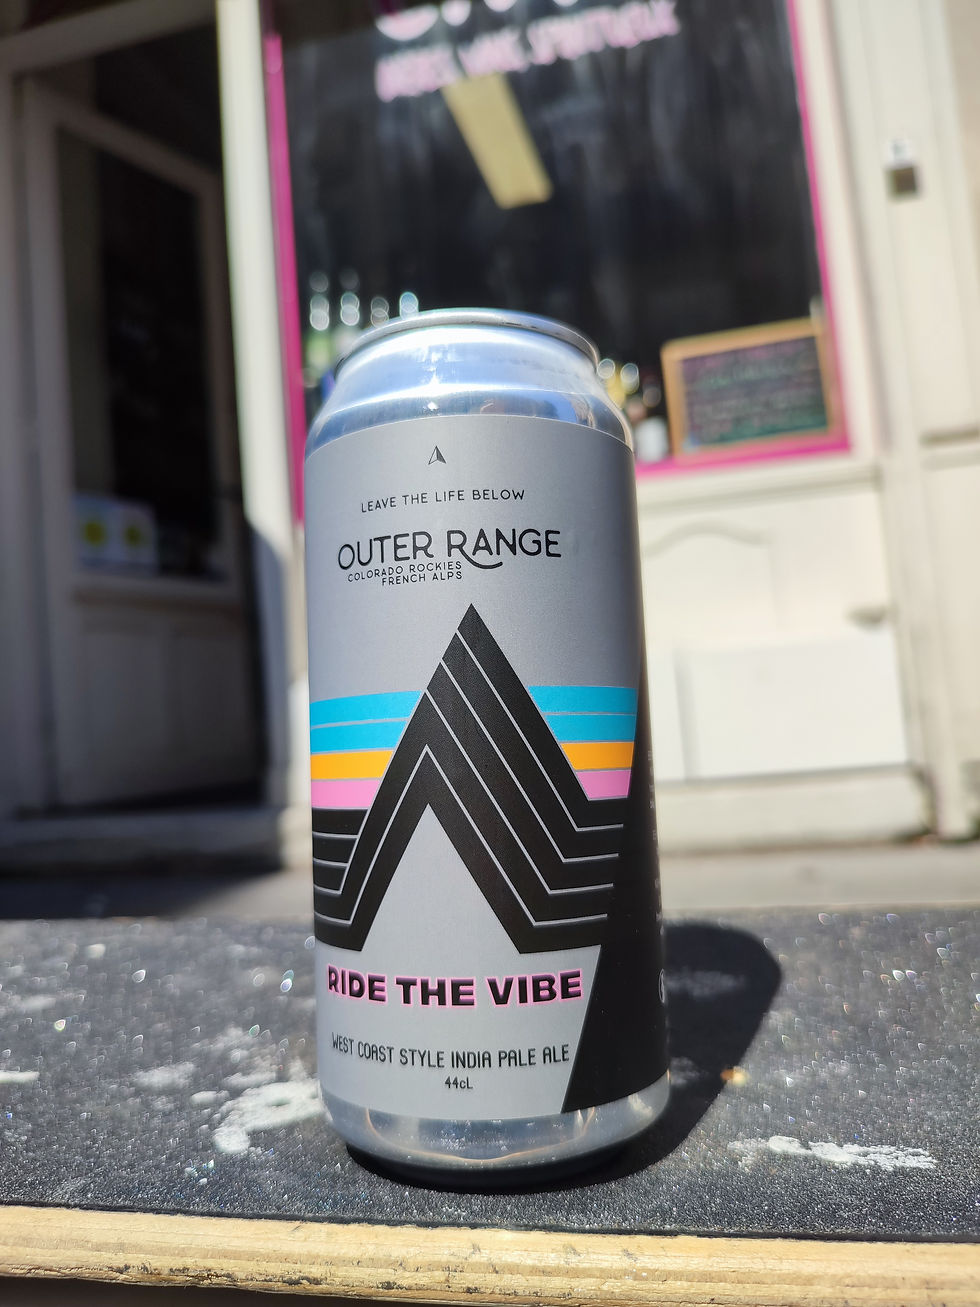 LEAVE THE LIFE BELOW
OUTER RANGE
COLORADO ROCKIES
FRENCH ALPS
RIDE THE VIBE
WEST COAST STYLE INDIA PALE ALE
44cL